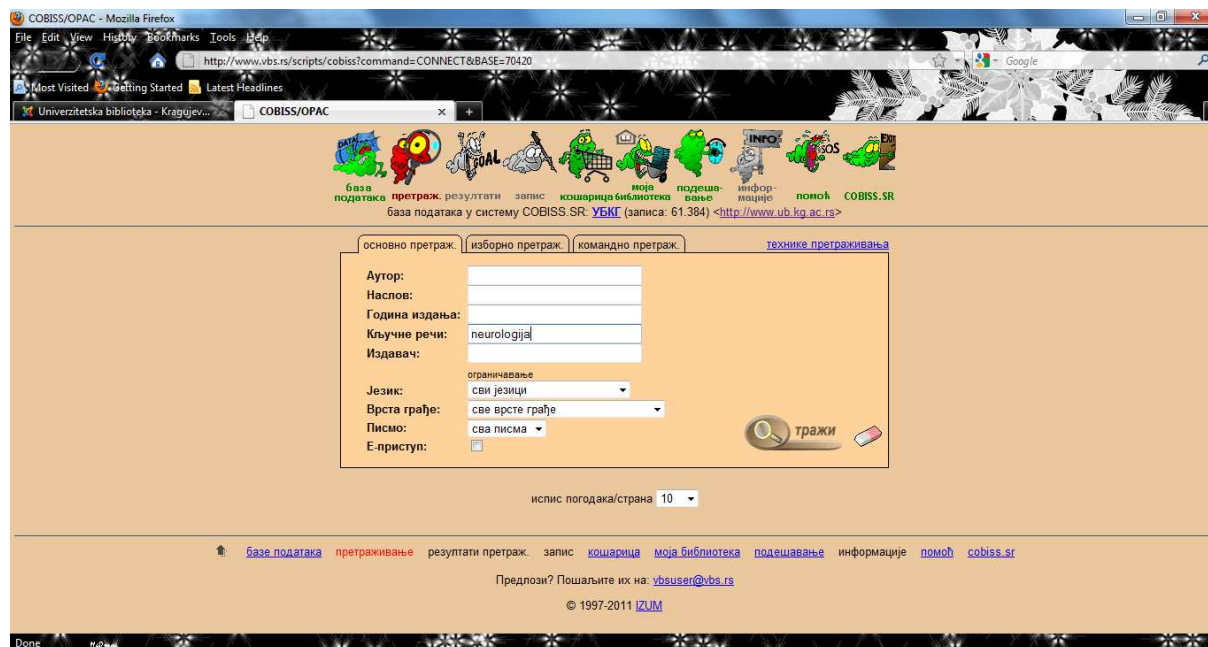 COBISS/OPAC - Mozilla Firefox
File Edit View History Bookmarks Tools Help
http://www.vbs.rs/scripts/cobiss?command=CONNECT&BASE=70420
Google
Most Visited Getting Started Latest Headlines
Univerzitetska biblioteka - Kragujev...
COBISS/OPAC
DATA GOAL INFO SOS EXIT
база података претраж. резултати запис кошарица моја библиотека подеша-вање инфор-мације помоћ COBISS.SR
база података у систему COBISS.SR: УБКГ (записа: 61.384) <http://www.ub.kg.ac.rs>
основно претраж. изборно претраж. командно претраж. технике претраживања
Аутор:
Наслов:
Година издања:
Кључне речи: neurologija
Издавач:
ограничавање
Језик: сви језици
Врста грађе: све врсте грађе
Писмо: сва писма
Е-приступ:
тражи
испис погодака/страна 10
базе података претраживање резултати претраж. запис кошарица моја библиотека подешавање информације помоћ cobiss.sr
Предлози? Пошаљите их на: vbsuser@vbs.rs
© 1997-2011 IZUM
Done